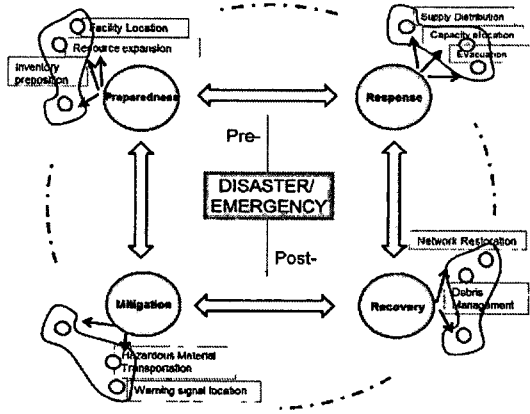 Facility Location
Resource expansion
Inventory
preposition
Preparedness
Supply Distribution
Capacity allocation
Evacuation
Response
Pre-
DISASTER/
EMERGENCY
Post-
Mitigation
Hazardous Material
Transportation
Warning signal location
Network Restoration
Debris
Management
Recovery